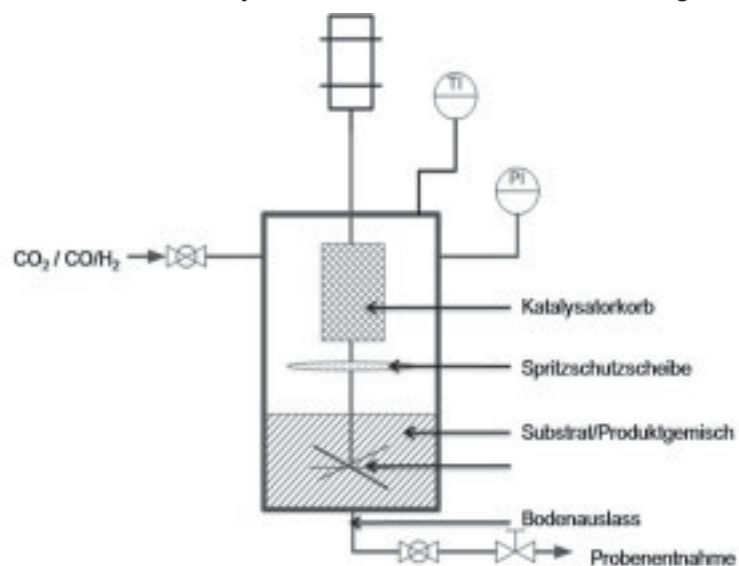 TI
PI
CO₂ / CO/H₂
Katalysatorkorb
Spritzschutzscheibe
Substrat/Produktgemisch
Bodenauslass
Probenentnahme